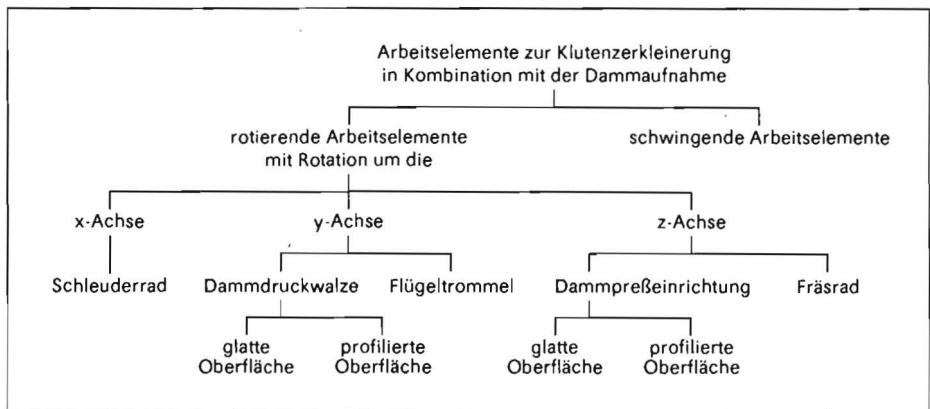 Arbeitselemente zur Klutenzerkleinerung
in Kombination mit der Dammaufnahme
rotierende Arbeitselemente
mit Rotation um die
schwingende Arbeitselemente
x-Achse
y-Achse
z-Achse
Schleuderrad
Dammdruckwalze
Flügeltrommel
Dammpreßeinrichtung
Fräsrad
glatte
Oberfläche
profilierte
Oberfläche
glatte
Oberfläche
profilierte
Oberfläche